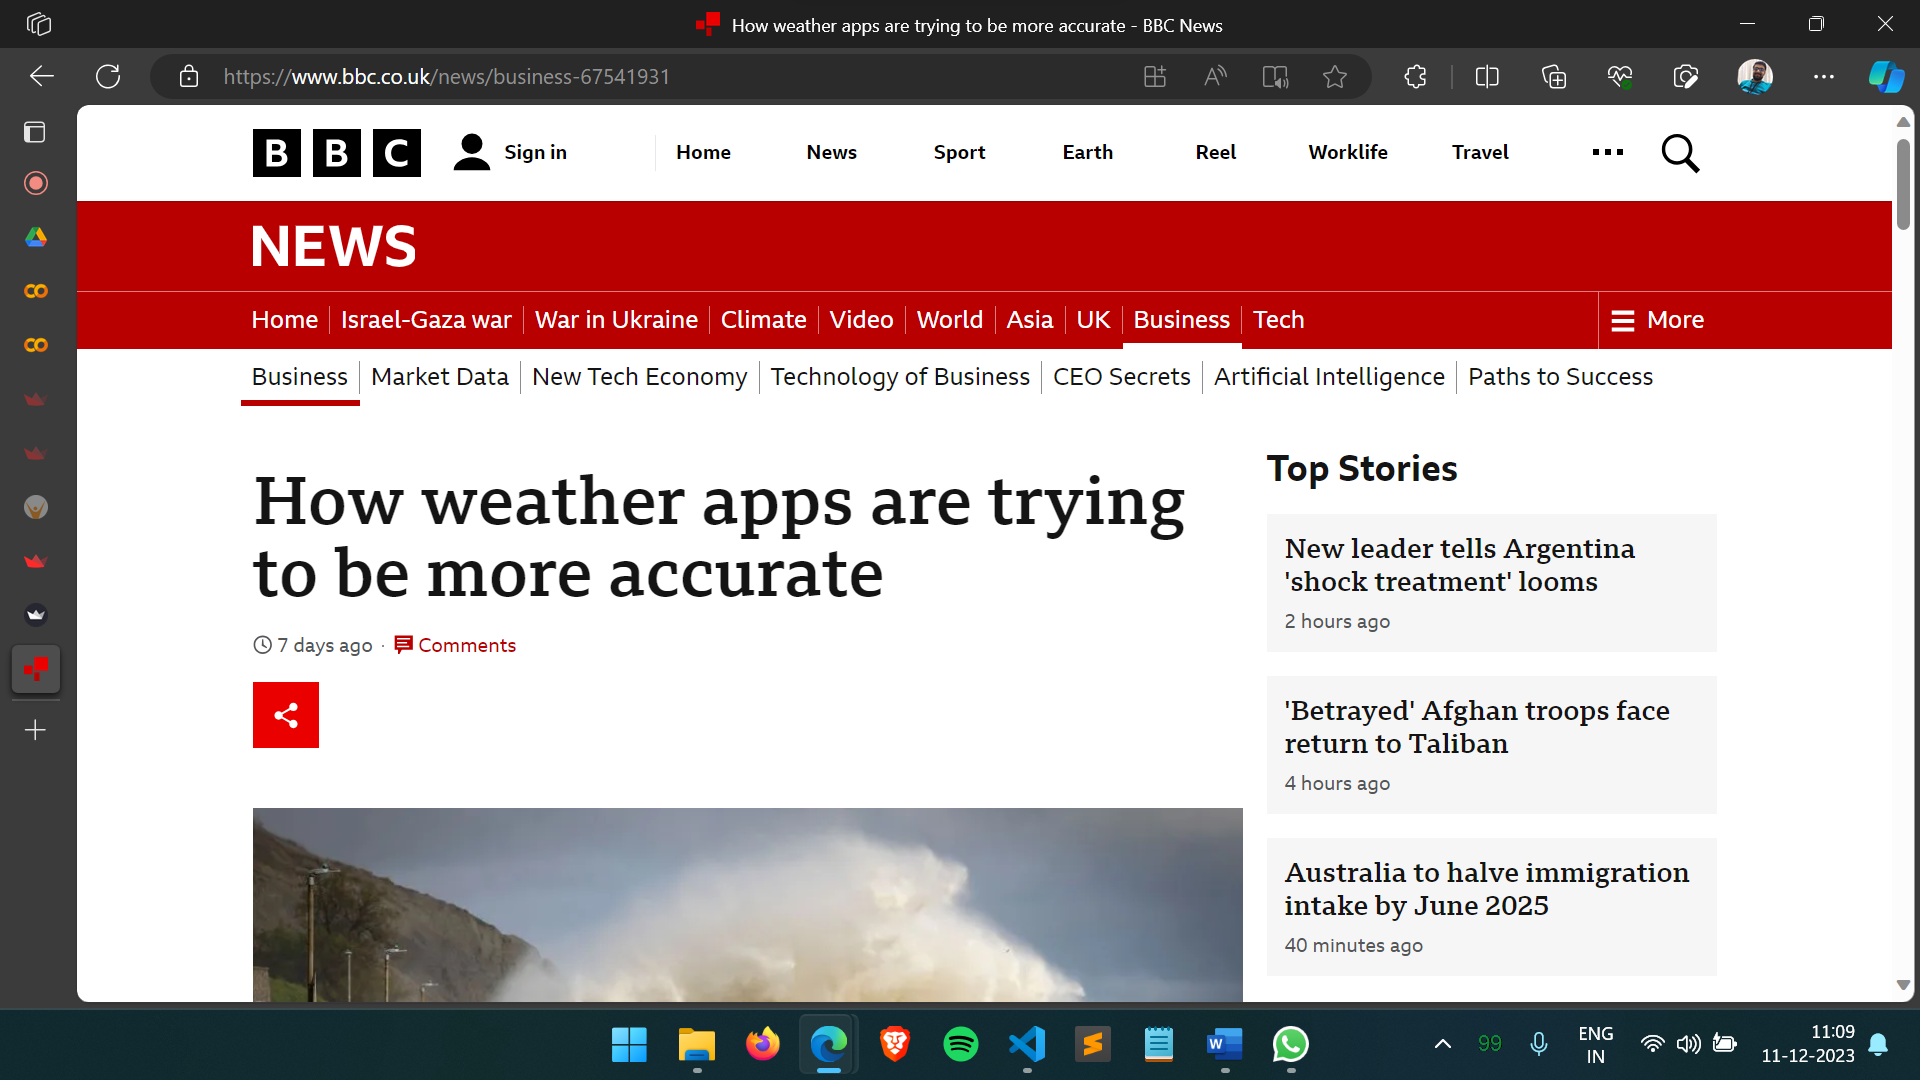 How weather apps are trying to be more accurate - BBC News
https://www.bbc.co.uk/news/business-67541931
BBC
Sign in
Home
News
Sport
Earth
Reel
Worklife
Travel
NEWS
Home
Israel-Gaza war
War in Ukraine
Climate
Video
World
Asia
UK
Business
Tech
More
Business
Market Data
New Tech Economy
Technology of Business
CEO Secrets
Artificial Intelligence
Paths to Success
How weather apps are trying
to be more accurate
7 days ago
Comments
Top Stories
New leader tells Argentina
'shock treatment' looms
2 hours ago
'Betrayed' Afghan troops face
return to Taliban
4 hours ago
Australia to halve immigration
intake by June 2025
40 minutes ago
99
ENG
IN
11:09
11-12-2023